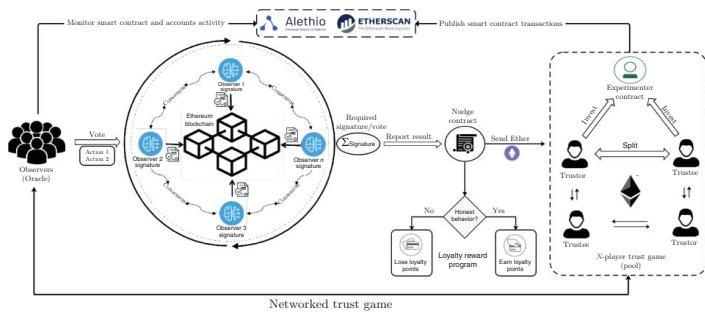 Monitor smart contract and accounts activity
Alethio
ETHERSCAN
The Ethereum Block Explorer
Publish smart contract transactions
Observers
(Oracle)
Vote
Action 1
Action 2
Observer 1
signature
Consensus
Consensus
Ethereum
blockchain
Observer 2
signature
Observer n
signature
Consensus
Consensus
Observer 3
signature
Required
signature/vote
ΣSignature
Report result
Nudge
contract
Send Ether
Honest
behavior?
No
Yes
Lose loyalty
points
Loyalty reward
program
Earn loyalty
points
Experimenter
contract
Invest
Invest
Split
Trustor
Trustee
Trustee
Trustor
N-player trust game
(pool)
Networked trust game